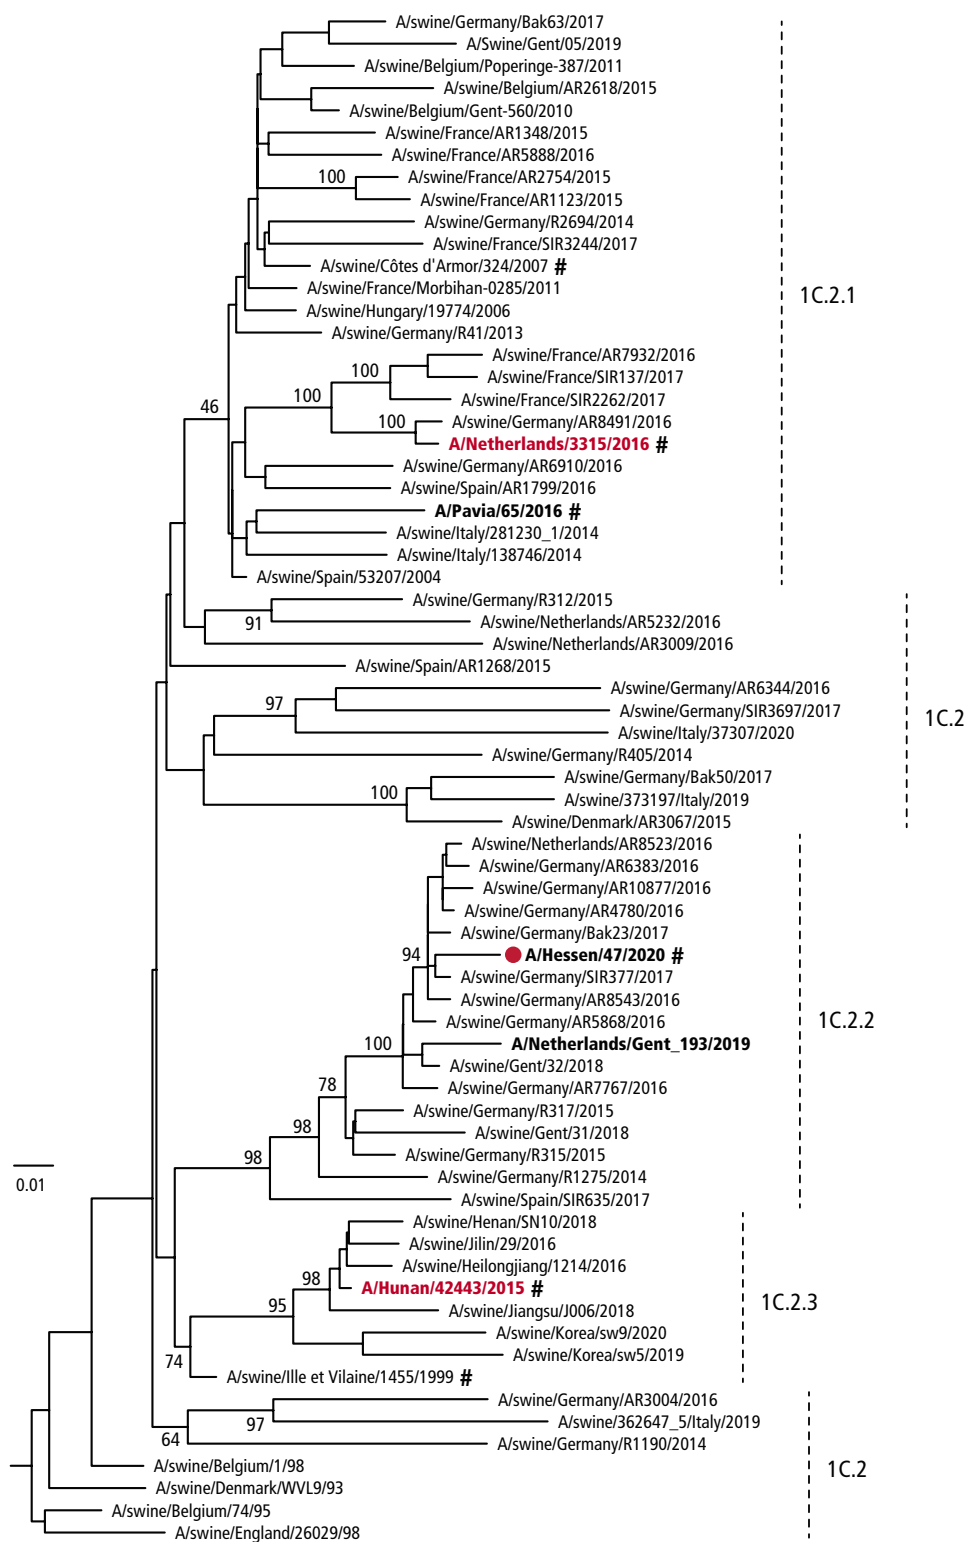 A/swine/Germany/Bak63/2017
A/Swine/Gent/05/2019
A/swine/Belgium/Poperinge-387/2011
A/swine/Belgium/AR2618/2015
A/swine/Belgium/Gent-560/2010
A/swine/France/AR1348/2015
A/swine/France/AR5888/2016
100
A/swine/France/AR2754/2015
A/swine/France/AR1123/2015
A/swine/Germany/R2694/2014
A/swine/France/SIR3244/2017
A/swine/Côtes d'Armor/324/2007 #
A/swine/France/Morbihan-0285/2011
1C.2.1
A/swine/Hungary/19774/2006
A/swine/Germany/R41/2013
A/swine/France/AR7932/2016
100
A/swine/France/SIR137/2017
100
A/swine/France/SIR2262/2017
46
100
A/swine/Germany/AR8491/2016
A/Netherlands/3315/2016 #
A/swine/Germany/AR6910/2016
A/swine/Spain/AR1799/2016
A/Pavia/65/2016 #
A/swine/Italy/281230_1/2014
A/swine/Italy/138746/2014
A/swine/Spain/53207/2004
A/swine/Germany/R312/2015
91
A/swine/Netherlands/AR5232/2016
A/swine/Netherlands/AR3009/2016
A/swine/Spain/AR1268/2015
A/swine/Germany/AR6344/2016
97
A/swine/Germany/SIR3697/2017
1C.2
A/swine/Italy/37307/2020
A/swine/Germany/R405/2014
A/swine/Germany/Bak50/2017
100
A/swine/373197/Italy/2019
A/swine/Denmark/AR3067/2015
A/swine/Netherlands/AR8523/2016
A/swine/Germany/AR6383/2016
A/swine/Germany/AR10877/2016
A/swine/Germany/AR4780/2016
A/swine/Germany/Bak23/2017
94
A/Hessen/47/2020 #
A/swine/Germany/SIR377/2017
A/swine/Germany/AR8543/2016
A/swine/Germany/AR5868/2016
1C.2.2
100
A/Netherlands/Gent_193/2019
A/swine/Gent/32/2018
78
A/swine/Germany/AR7767/2016
A/swine/Germany/R317/2015
98
A/swine/Gent/31/2018
98
A/swine/Germany/R315/2015
A/swine/Germany/R1275/2014
0.01
A/swine/Spain/SIR635/2017
A/swine/Henan/SN10/2018
A/swine/Jilin/29/2016
A/swine/Heilongjiang/1214/2016
98
A/Hunan/42443/2015 #
1C.2.3
95
A/swine/Jiangsu/J006/2018
A/swine/Korea/sw9/2020
A/swine/Korea/sw5/2019
74
A/swine/Ille et Vilaine/1455/1999 #
A/swine/Germany/AR3004/2016
97
A/swine/362647_5/Italy/2019
64
A/swine/Germany/R1190/2014
A/swine/Belgium/1/98
1C.2
A/swine/Denmark/WVL9/93
A/swine/Belgium/74/95
A/swine/England/26029/98